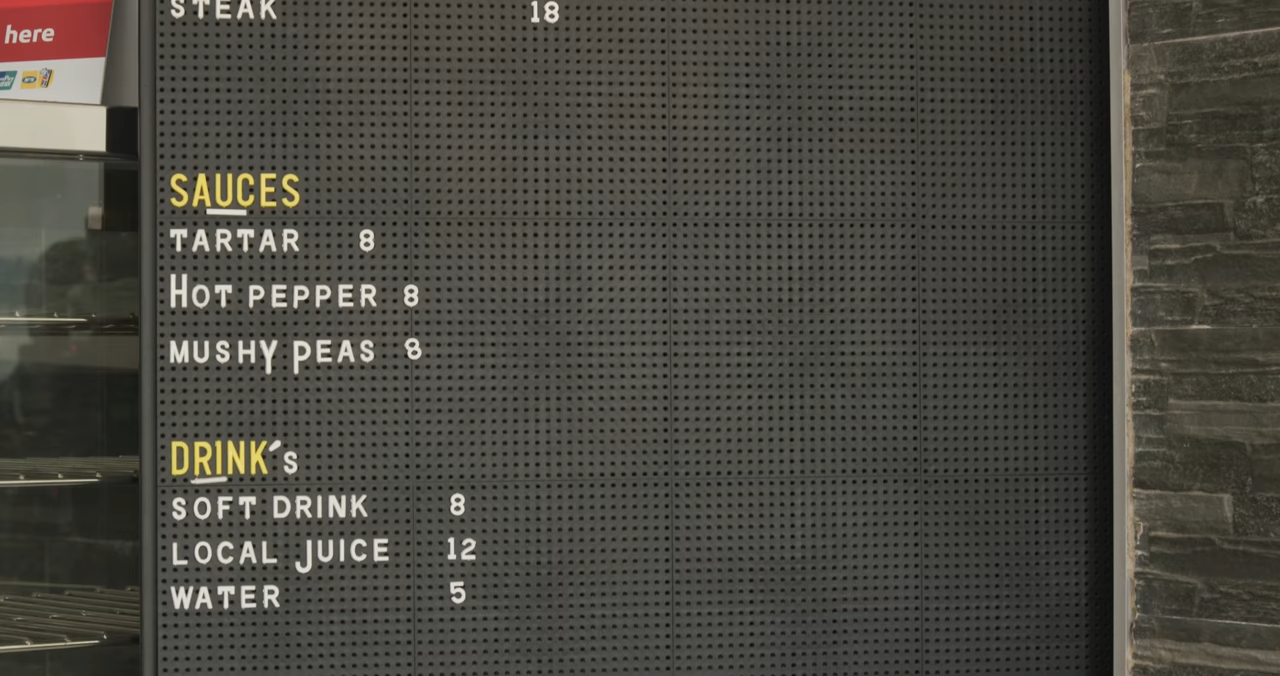 here
STEAK 18
SAUCES
TARTAR 8
HOT PEPPER 8
MUSHY PEAS 8
DRINK's
SOFT DRINK 8
LOCAL JUICE 12
WATER 5